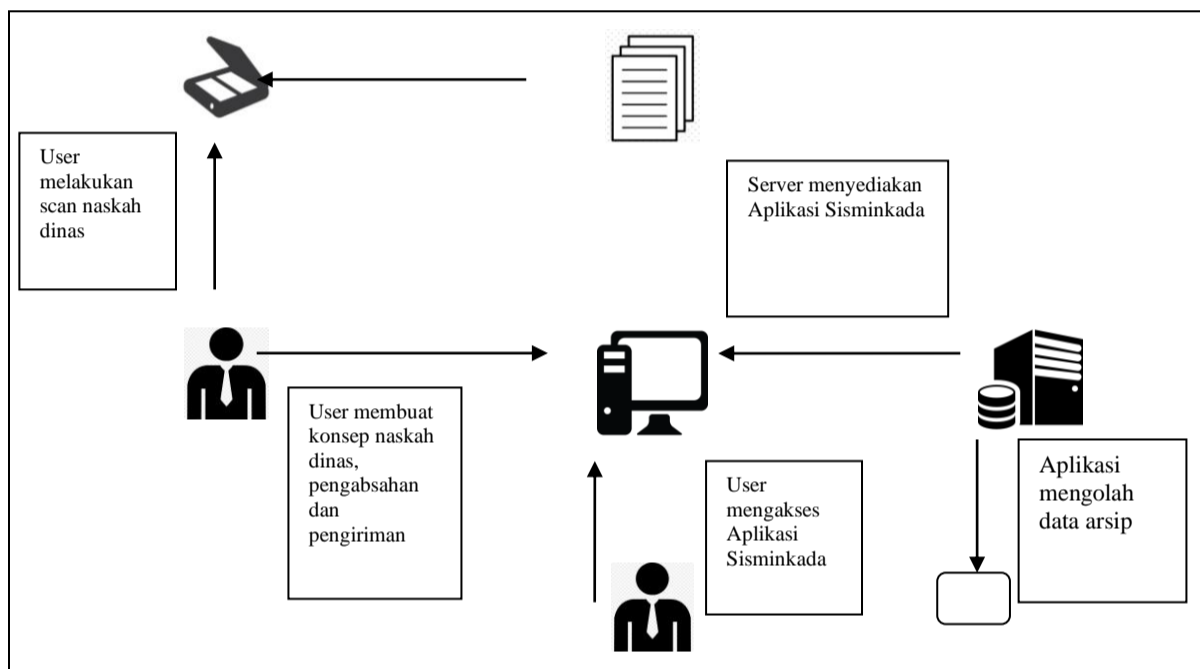 User
melakukan
scan naskah
dinas
Server menyediakan
Aplikasi Sisminkada
User membuat
konsep naskah
dinas,
pengabsahan
dan
pengiriman
User
mengakses
Aplikasi
Sisminkada
Aplikasi
mengolah
data arsip